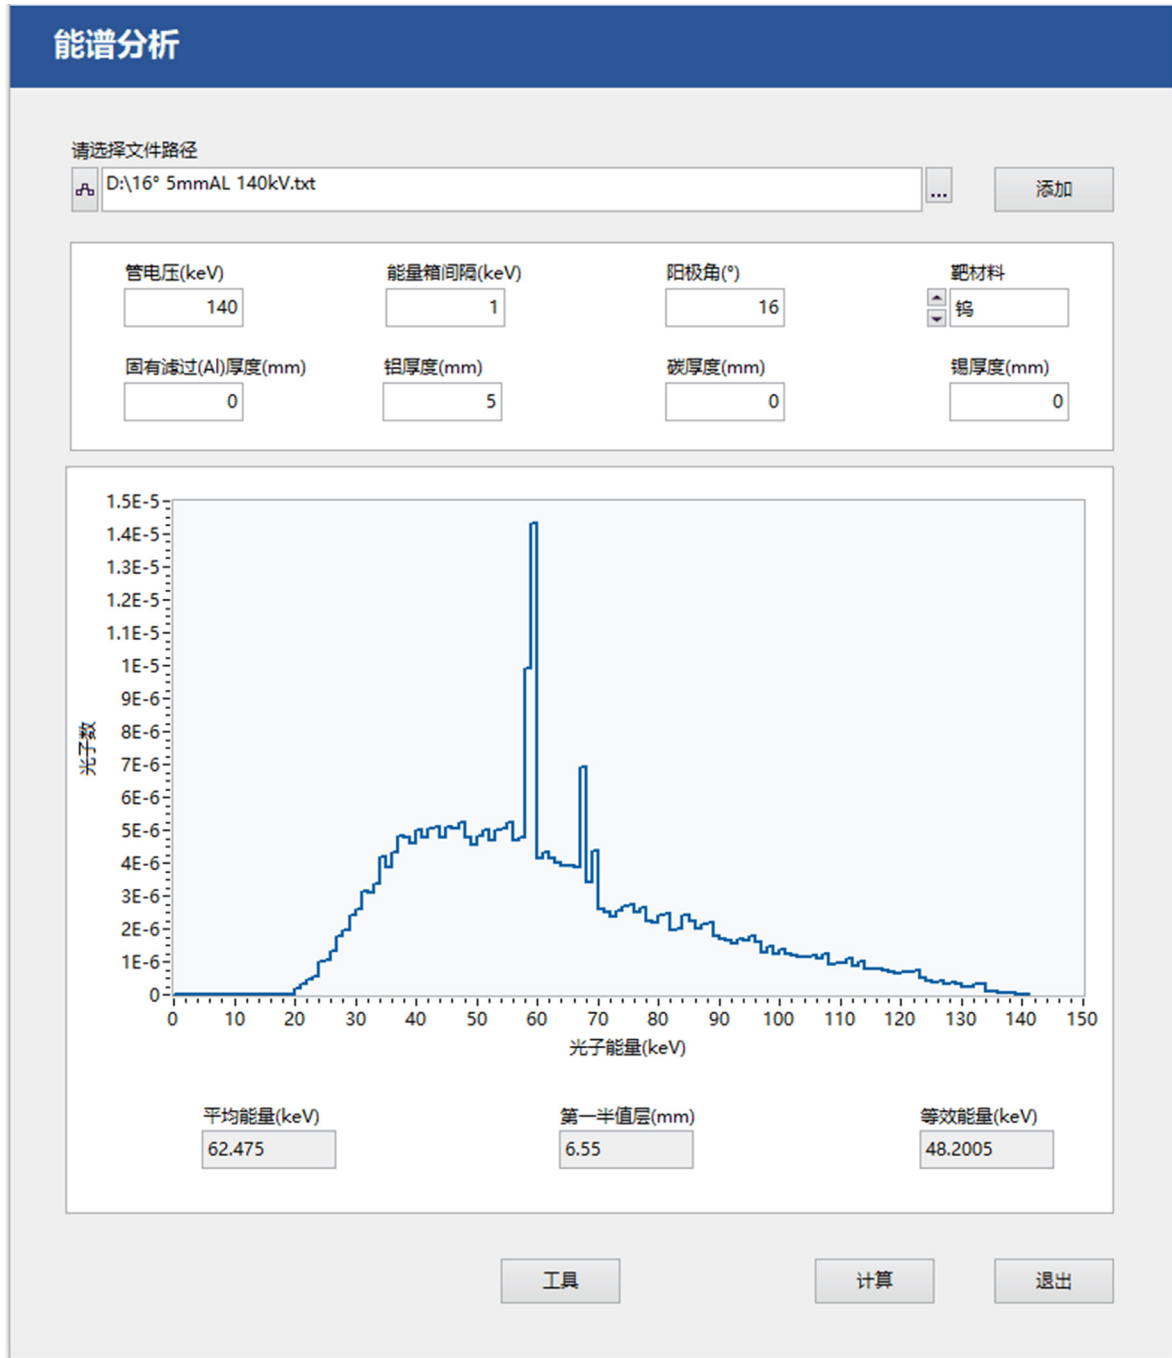 能谱分析
请选择文件路径
D:\16° 5mmAL 140kV.txt
...
添加
管电压(keV)
能量箱间隔(keV)
阳极角(°)
靶材料
140
1
16
钨
固有滤过(Al)厚度(mm)
铝厚度(mm)
碳厚度(mm)
锡厚度(mm)
0
5
0
0
1.5E-5
1.4E-5
1.3E-5
1.2E-5
1.1E-5
1E-5
9E-6
8E-6
7E-6
6E-6
5E-6
4E-6
3E-6
2E-6
1E-6
0
光子数
0 10 20 30 40 50 60 70 80 90 100 110 120 130 140 150
光子能量(keV)
平均能量(keV)
第一半值层(mm)
等效能量(keV)
62.475
6.55
48.2005
工具
计算
退出